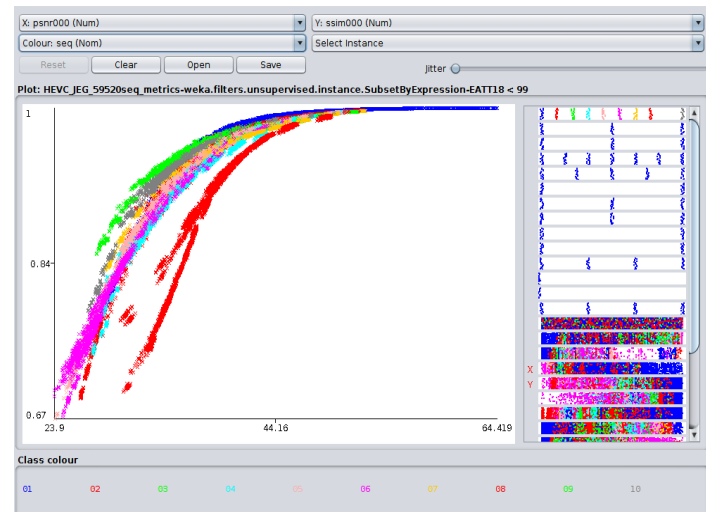 X: psnr000 (Num) Y: ssim000 (Num)
Colour: seq (Nom) Select Instance
Reset Clear Open Save Jitter
Plot: HEVC_JEG_59520seq_metrics-weka.filters.unsupervised.instance.SubsetByExpression-EATT18 < 99
1
0.84
0.67
23.9 44.16 64.419
X
Y
Class colour
01 02 03 04 05 06 07 08 09 10